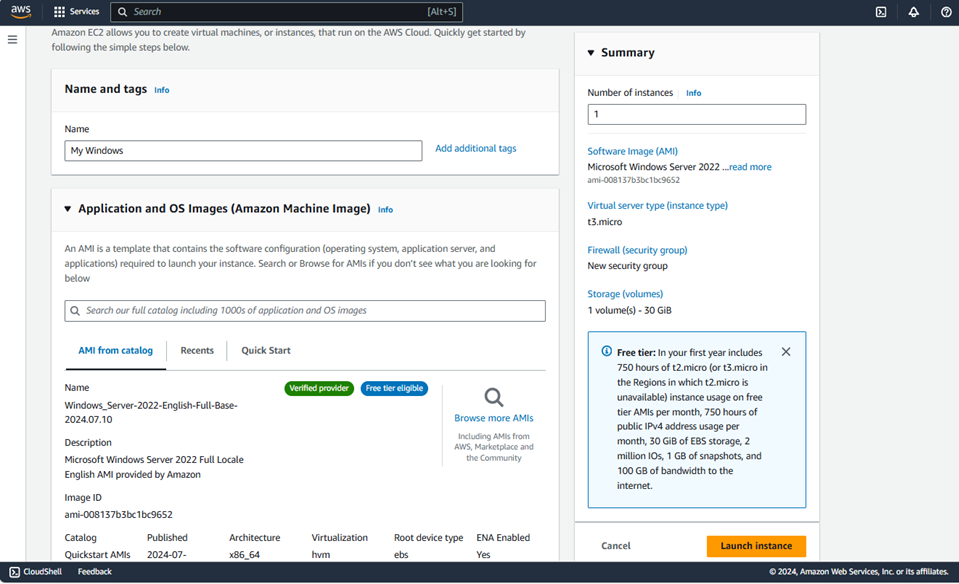 aws
Services
Search
[Alt+S]
Amazon EC2 allows you to create virtual machines, or instances, that run on the AWS Cloud. Quickly get started by
following the simple steps below.
Name and tags Info
Name
My Windows
Add additional tags
Application and OS Images (Amazon Machine Image) Info
An AMI is a template that contains the software configuration (operating system, application server, and
applications) required to launch your instance. Search or Browse for AMIs if you don't see what you are looking for
below
Search our full catalog including 1000s of application and OS images
AMI from catalog
Recents
Quick Start
Name
Verified provider
Free tier eligible
Windows_Server-2022-English-Full-Base-
2024.07.10
Description
Microsoft Windows Server 2022 Full Locale
English AMI provided by Amazon
Image ID
ami-008137b3bc1bc9652
Browse more AMIs
Including AMIs from
AWS, Marketplace and
the Community
Catalog Published Architecture Virtualization Root device type ENA Enabled
Quickstart AMIs 2024-07- x86_64 hvm ebs Yes
Summary
Number of instances Info
1
Software Image (AMI)
Microsoft Windows Server 2022 ...read more
ami-008137b3bc1bc9652
Virtual server type (instance type)
t3.micro
Firewall (security group)
New security group
Storage (volumes)
1 volume(s) - 30 GiB
Free tier: In your first year includes
750 hours of t2.micro (or t3.micro in
the Regions in which t2.micro is
unavailable) instance usage on free
tier AMIs per month, 750 hours of
public IPv4 address usage per
month, 30 GiB of EBS storage, 2
million IOs, 1 GB of snapshots, and
100 GB of bandwidth to the
internet.
Cancel
Launch instance
CloudShell
Feedback
© 2024, Amazon Web Services, Inc. or its affiliates.